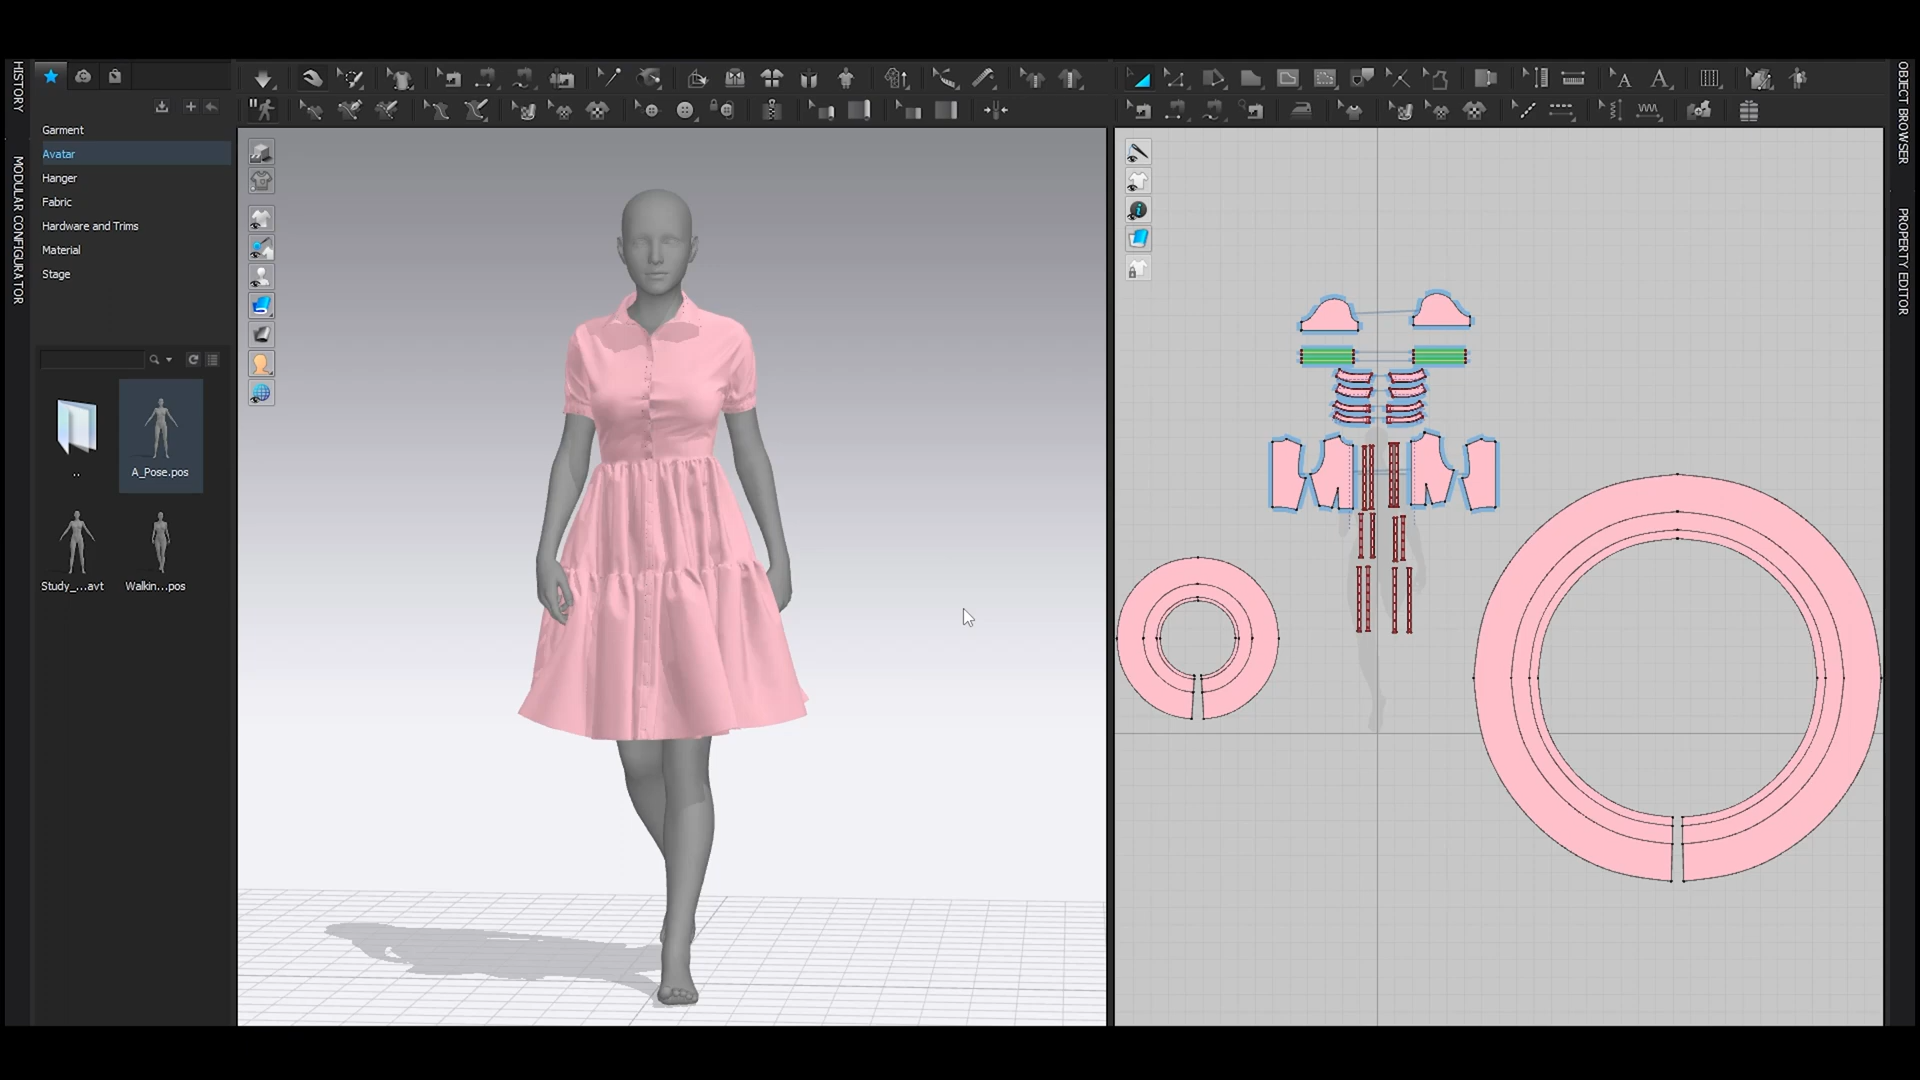 HISTORY
MODULAR CONFIGURATOR
Garment
Avatar
Hanger
Fabric
Hardware and Trims
Material
Stage
..
A_Pose.pos
Study_...avt
Walkin...pos
A
A
OBJECT BROWSER
PROPERTY EDITOR